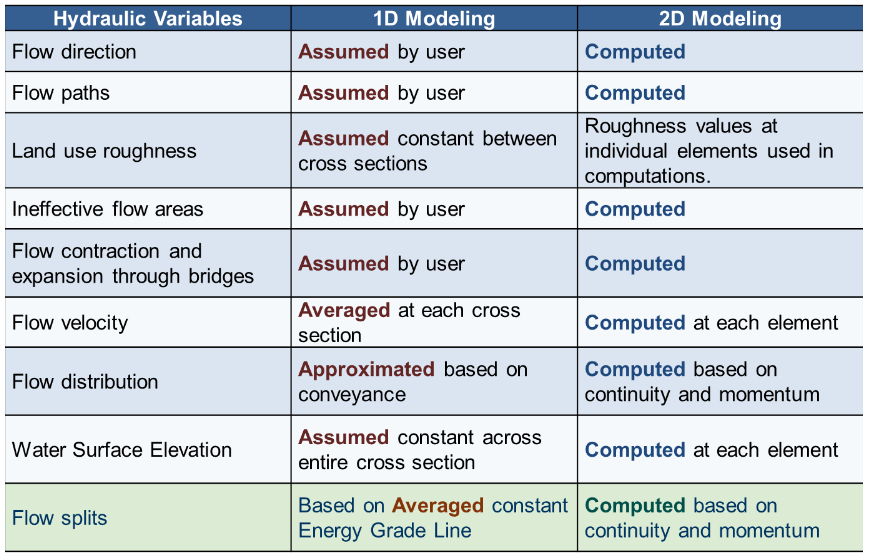 Hydraulic Variables 1D Modeling 2D Modeling
Flow direction Assumed by user Computed
Flow paths Assumed by user Computed
Land use roughness
Assumed constant between
cross sections
Roughness values at
individual elements used in
computations.
Ineffective flow areas Assumed by user Computed
Flow contraction and
expansion through bridges
Assumed by user Computed
Flow velocity
Averaged at each cross
section
Computed at each element
Flow distribution
Approximated based on
conveyance
Computed based on
continuity and momentum
Water Surface Elevation
Assumed constant across
entire cross section
Computed at each element
Flow splits
Based on Averaged constant
Energy Grade Line
Computed based on
continuity and momentum